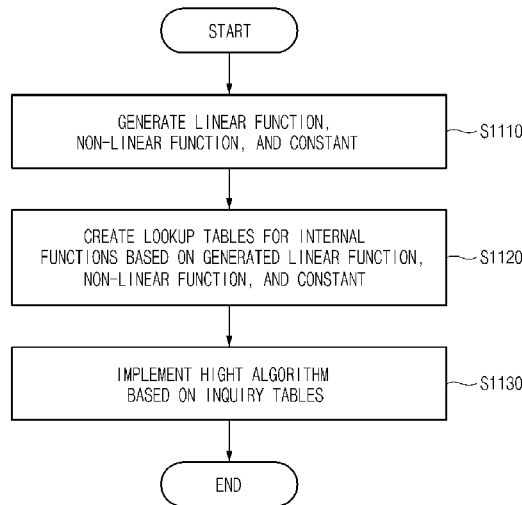 START
GENERATE LINEAR FUNCTION,
NON-LINEAR FUNCTION, AND CONSTANT
S1110
CREATE LOOKUP TABLES FOR INTERNAL
FUNCTIONS BASED ON GENERATED LINEAR FUNCTION,
NON-LINEAR FUNCTION, AND CONSTANT
S1120
IMPLEMENT HIGHT ALGORITHM
BASED ON INQUIRY TABLES
S1130
END